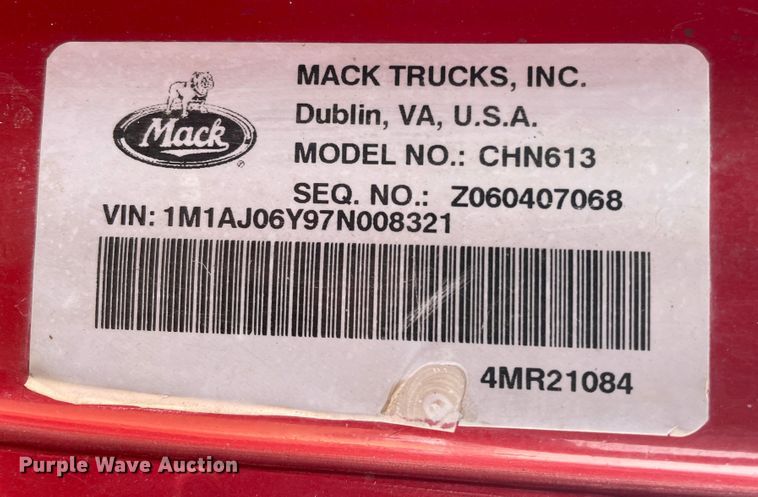 MACK TRUCKS, INC.
Dublin, VA, U.S.A.
Mack
®
MODEL NO.: CHN613
SEQ. NO.: Z060407068
VIN: 1M1AJ06Y97N008321
4MR21084
Purple Wave Auction